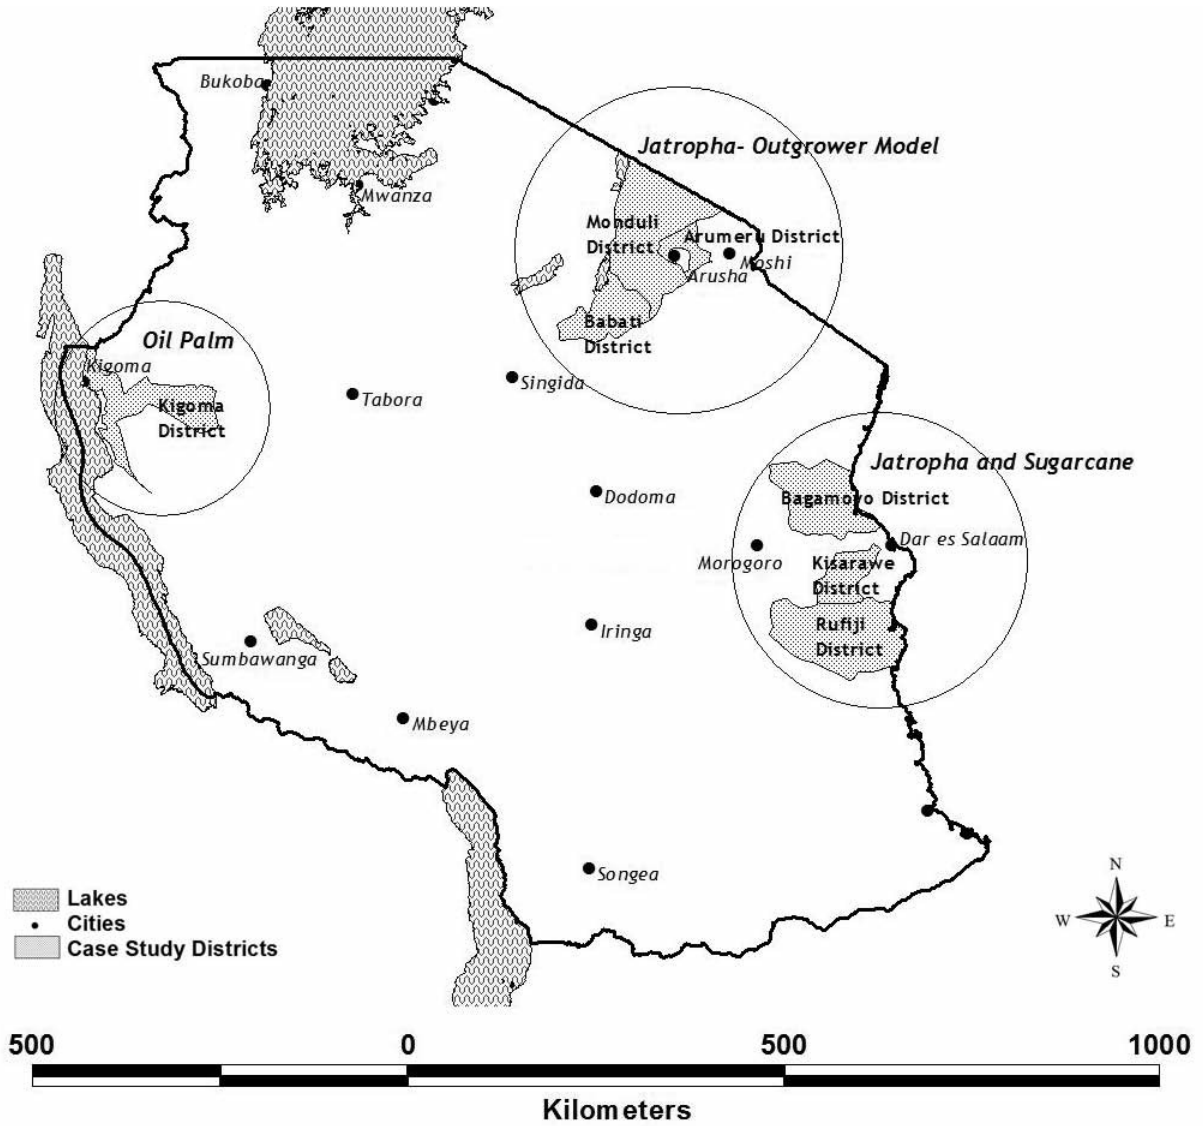 Bukoba
Jatropha- Outgrower Model
Mwanza
Monduli
District
Arumeru District
Moshi
Arusha
Babati
District
Oil Palm
Kigoma
Kigoma
District
Tabora
Singida
Jatropha and Sugarcane
Dodoma
Bagamoyo District
Dar es Salaam
Morogoro
Kisarawe
District
Rufiji
District
Iringa
Sumbawanga
Mbeya
Songea
Lakes
Cities
Case Study Districts
N
W
E
S
500 0 500 1000
Kilometers